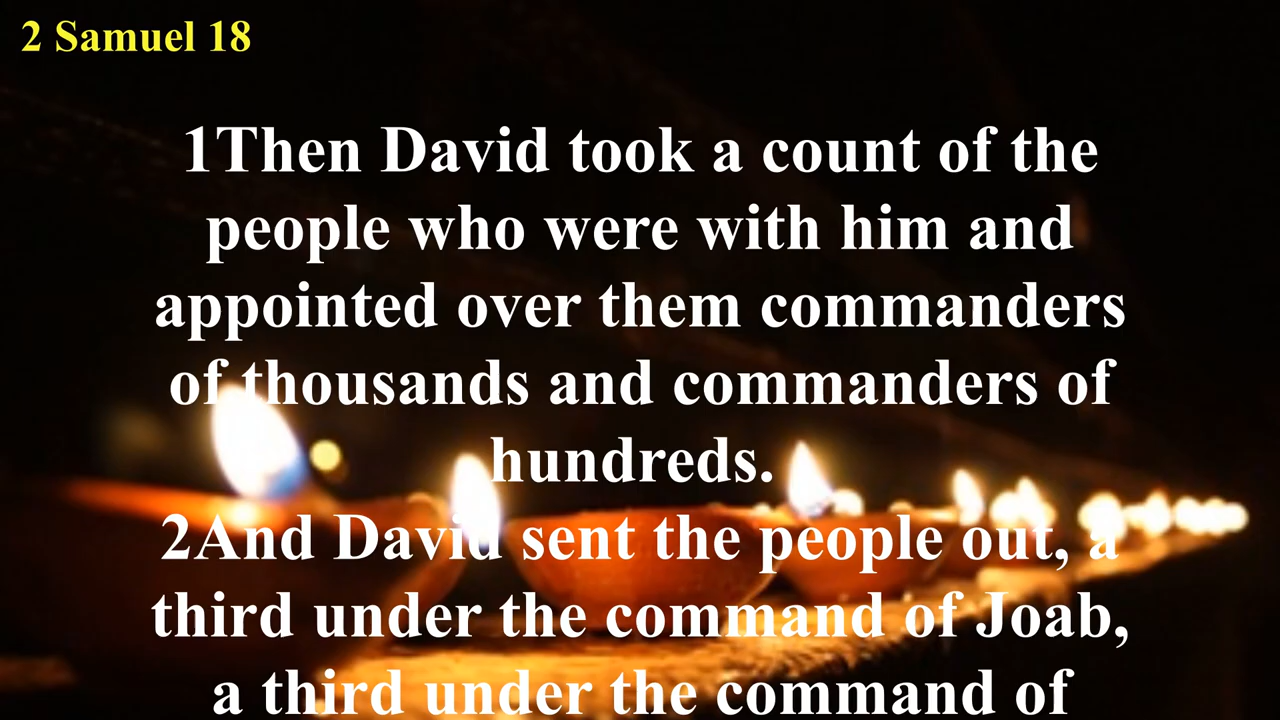 2 Samuel 18
1Then David took a count of the
people who were with him and
appointed over them commanders
of thousands and commanders of
hundreds.
2And David sent the people out, a
third under the command of Joab,
a third under the command of